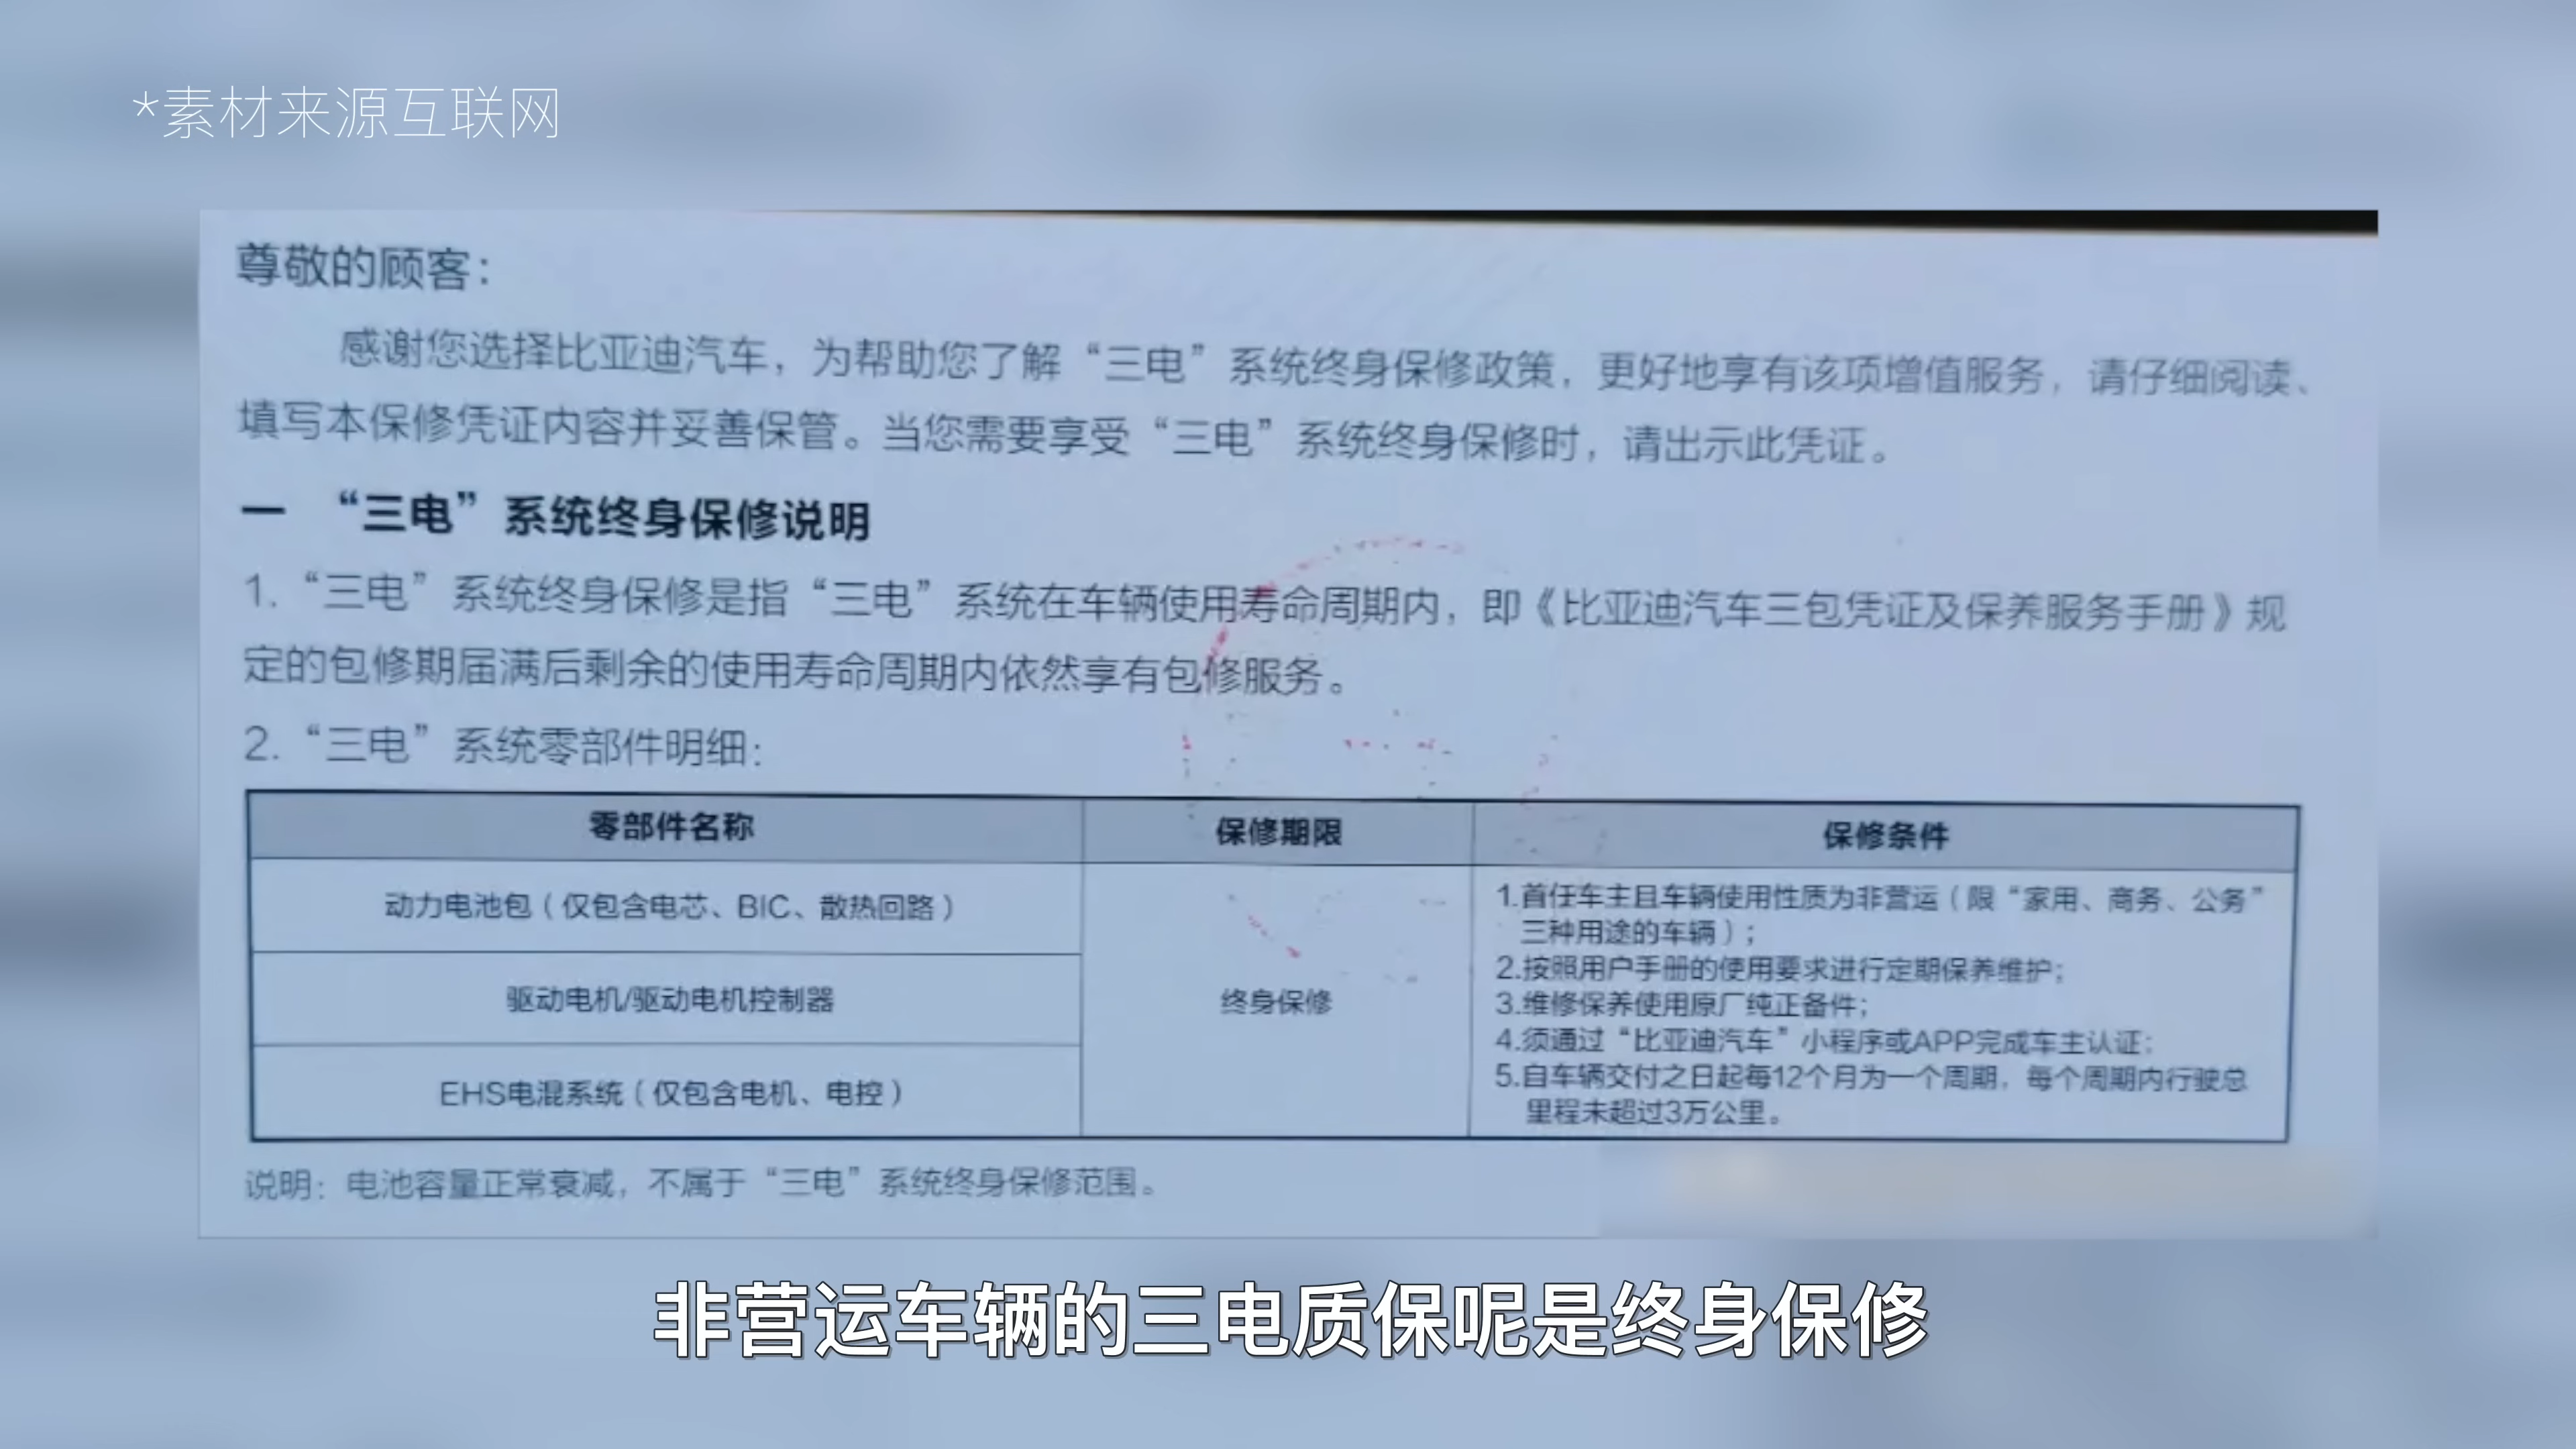 *素材来源互联网
尊敬的顾客：
感谢您选择比亚迪汽车，为帮助您了解“三电”系统终身保修政策，更好地享有该项增值服务，请仔细阅读、
填写本保修凭证内容并妥善保管。当您需要享受“三电”系统终身保修时，请出示此凭证。
一 “三电”系统终身保修说明
1.“三电”系统终身保修是指“三电”系统在车辆使用寿命周期内，即《比亚迪汽车三包凭证及保养服务手册》规
定的包修期届满后剩余的使用寿命周期内依然享有包修服务。
2.“三电”系统零部件明细：
零部件名称 保修期限 保修条件
动力电池包（仅包含电芯、BIC、散热回路）
驱动电机/驱动电机控制器
EHS电混系统（仅包含电机、电控）
终身保修
1.首任车主且车辆使用性质为非营运（限“家用、商务、公务”
三种用途的车辆）；
2.按照用户手册的使用要求进行定期保养维护；
3.维修保养使用原厂纯正备件；
4.须通过“比亚迪汽车”小程序或APP完成车主认证；
5.自车辆交付之日起每12个月为一个周期，每个周期内行驶总
里程未超过3万公里。
说明：电池容量正常衰减，不属于“三电”系统终身保修范围。
非营运车辆的三电质保呢是终身保修